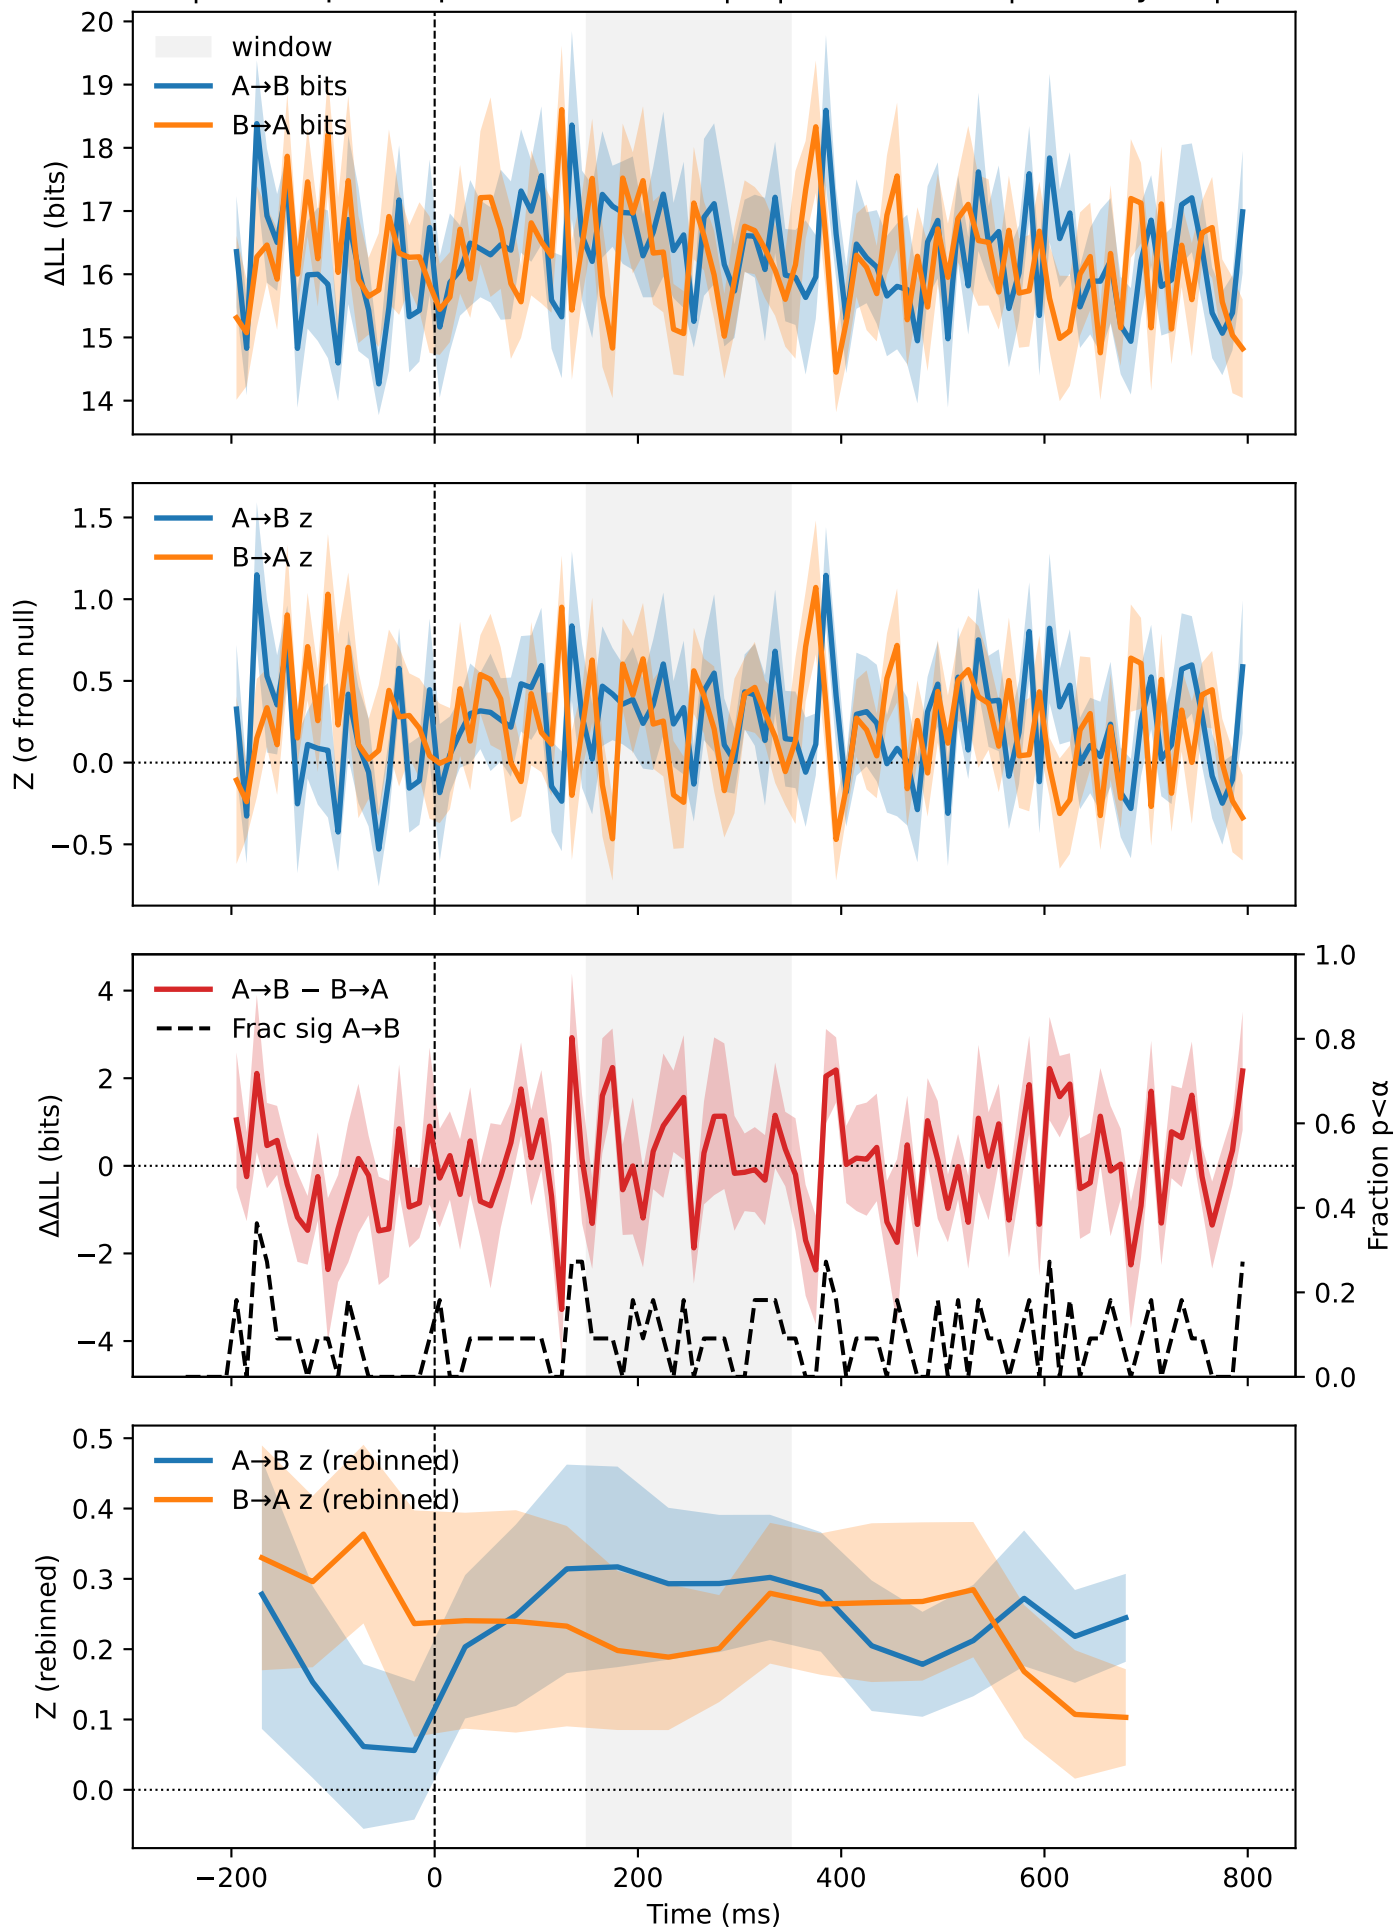 20
19
18
17
16
15
14
ΔLL (bits)
window
A→B bits
B→A bits
1.5
1.0
0.5
0.0
−0.5
Z (σ from null)
A→B z
B→A z
4
2
0
−2
−4
ΔΔLL (bits)
A→B − B→A
Frac sig A→B
1.0
0.8
0.6
0.4
0.2
0.0
Fraction p<α
0.5
0.4
0.3
0.2
0.1
0.0
Z (rebinned)
A→B z (rebinned)
B→A z (rebinned)
−200 0 200 400 600 800
Time (ms)